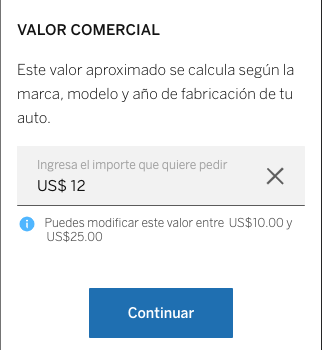 VALOR COMERCIAL
Este valor aproximado se calcula según la
marca, modelo y año de fabricación de tu
auto.
Ingresa el importe que quiere pedir
US$ 12
Puedes modificar este valor entre US$10.00 y
US$25.00
Continuar